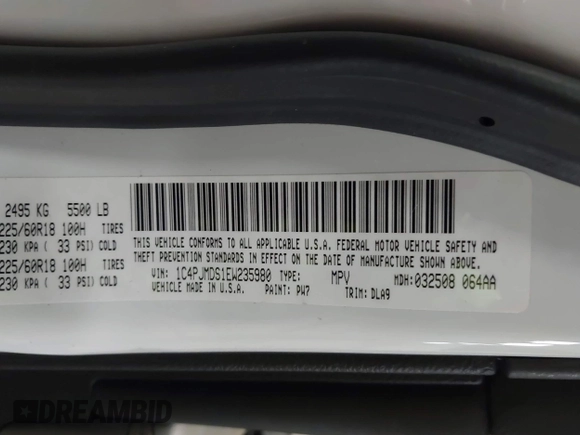 2495 KG 5500 LB
225/60R18 100H TIRES
230 KPA ( 33 PSI) COLD
225/60R18 100H TIRES
230 KPA ( 33 PSI) COLD
THIS VEHICLE CONFORMS TO ALL APPLICABLE U.S.A. FEDERAL MOTOR VEHICLE SAFETY AND
THEFT PREVENTION STANDARDS IN EFFECT ON THE DATE OF MANUFACTURE SHOWN ABOVE.
VIN: 1C4PJMDS1EW235980 TYPE: MPV MDH: 032508 064AA
VEHICLE MADE IN U.S.A. PAINT: PW7 TRIM: DLA9
DREAMBID